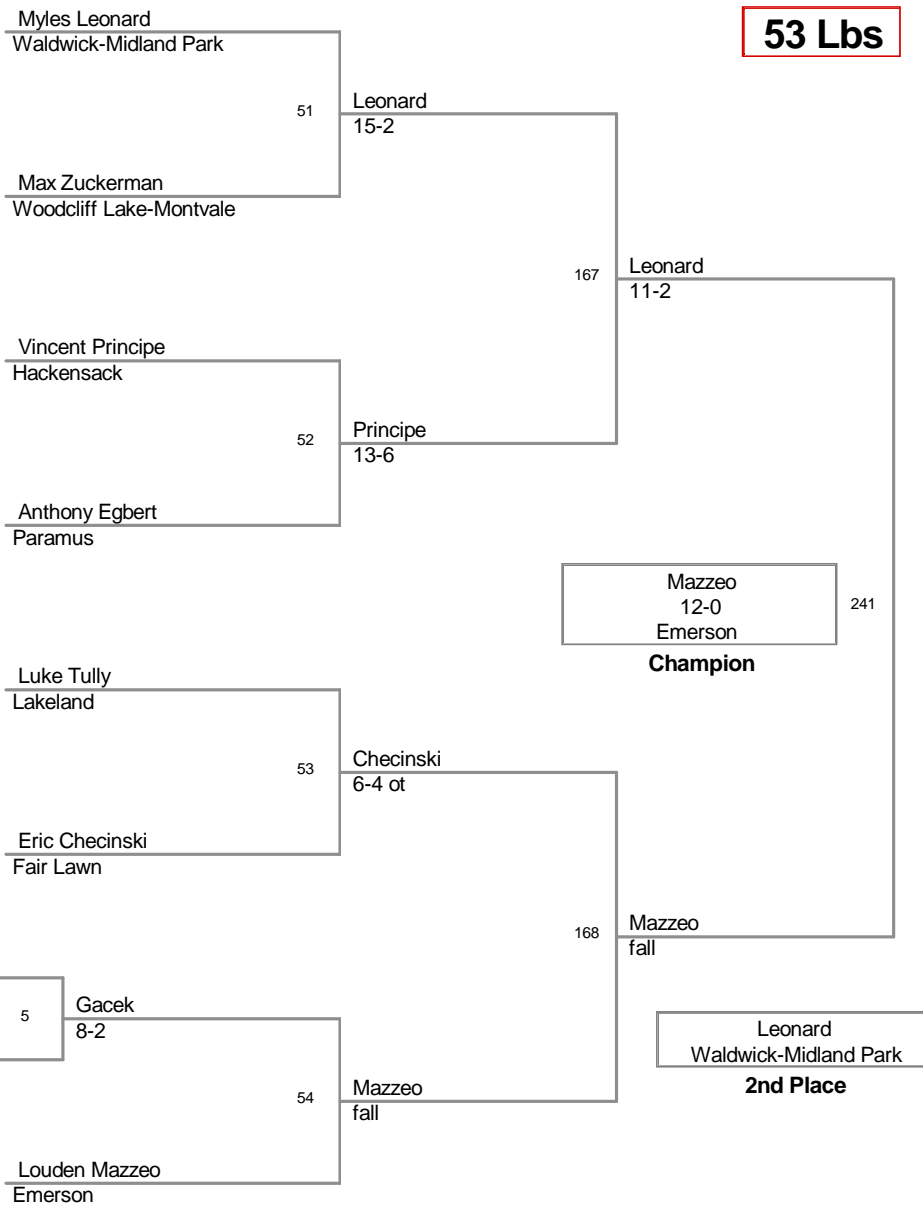 53 Lbs
Myles Leonard
Waldwick-Midland Park
51
Leonard
15-2
Max Zuckerman
Woodcliff Lake-Montvale
167
Leonard
11-2
Vincent Principe
Hackensack
52
Principe
13-6
Anthony Egbert
Paramus
Mazzeo
12-0
Emerson
241
Champion
Luke Tully
Lakeland
53
Checinski
6-4 ot
Eric Checinski
Fair Lawn
168
Mazzeo
fall
5
Gacek
8-2
Leonard
Waldwick-Midland Park
2nd Place
54
Mazzeo
fall
Louden Mazzeo
Emerson